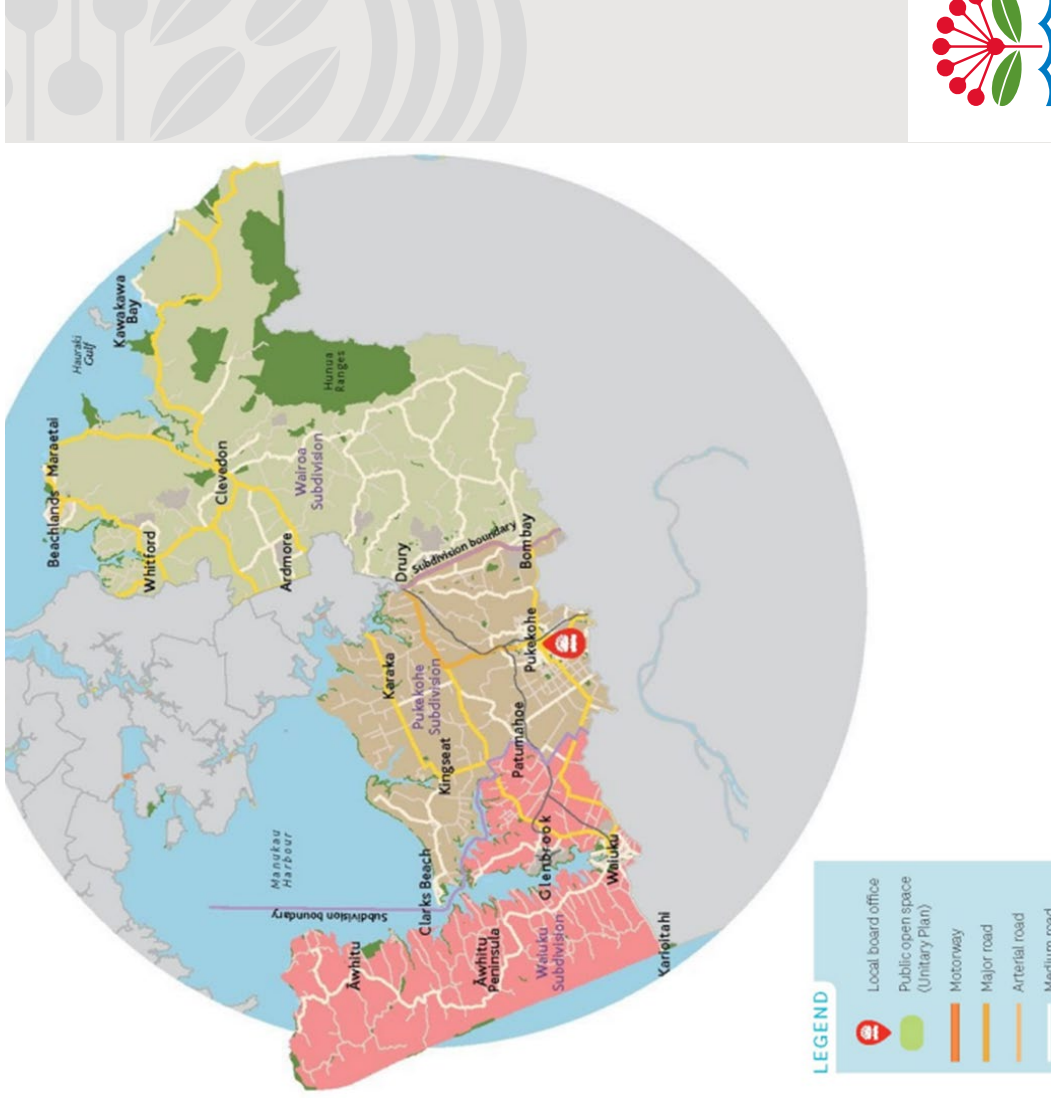 Kawakawa
Bay
Hauraki
Gulf
Hunua
Ranges
Beachlands - Maraetai
Clevedon
Wairoa
Subdivision
Whitford
Ardmore
Drury
Subdivision boundary
Bombay
Karaka
Pukekohe
Subdivision
Pukekohe
Kingseat
Patumahoe
Manukau
Harbour
Clarks Beach
Glenbrook
Waiuku
Subdivision boundary
Āwhitu
Āwhitu
Peninsula
Waiuku
Subdivision
Karioitahi
LEGEND
Local board office
Public open space
(Unitary Plan)
Motorway
Major road
Arterial road
Medium road